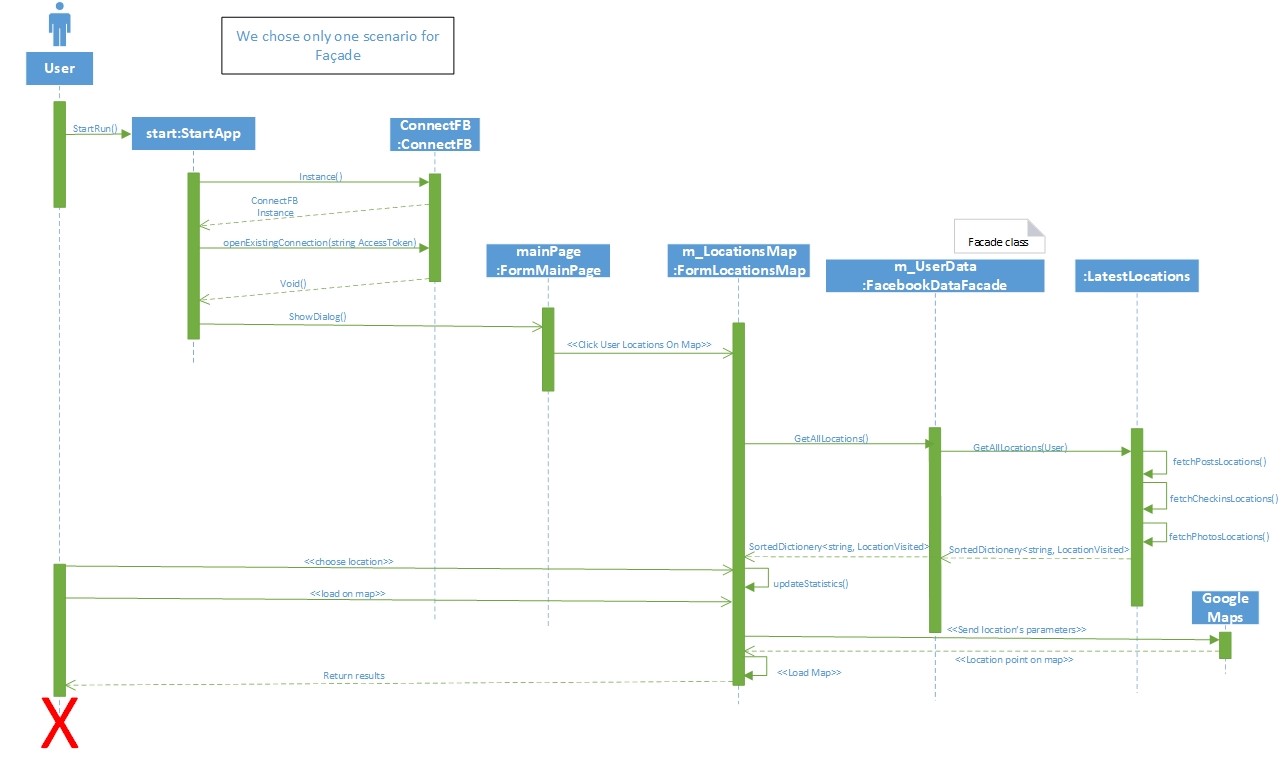 We chose only one scenario for
Façade
User
StartRun()
start:StartApp
ConnectFB
:ConnectFB
Instance()
ConnectFB
Instance
openExistingConnection(string AccessToken)
Void()
ShowDialog()
mainPage
:FormMainPage
<<Click User Locations On Map>>
m_LocationsMap
:FormLocationsMap
Facade class
m_UserData
:FacebookDataFacade
:LatestLocations
GetAllLocations()
GetAllLocations(User)
fetchPostsLocations()
fetchCheckinsLocations()
fetchPhotosLocations()
SortedDictionery<string, LocationVisited>
SortedDictionery<string, LocationVisited>
<<choose location>>
updateStatistics()
<<load on map>>
Google
Maps
<<Send location's parameters>>
<<Location point on map>>
<<Load Map>>
Return results
X